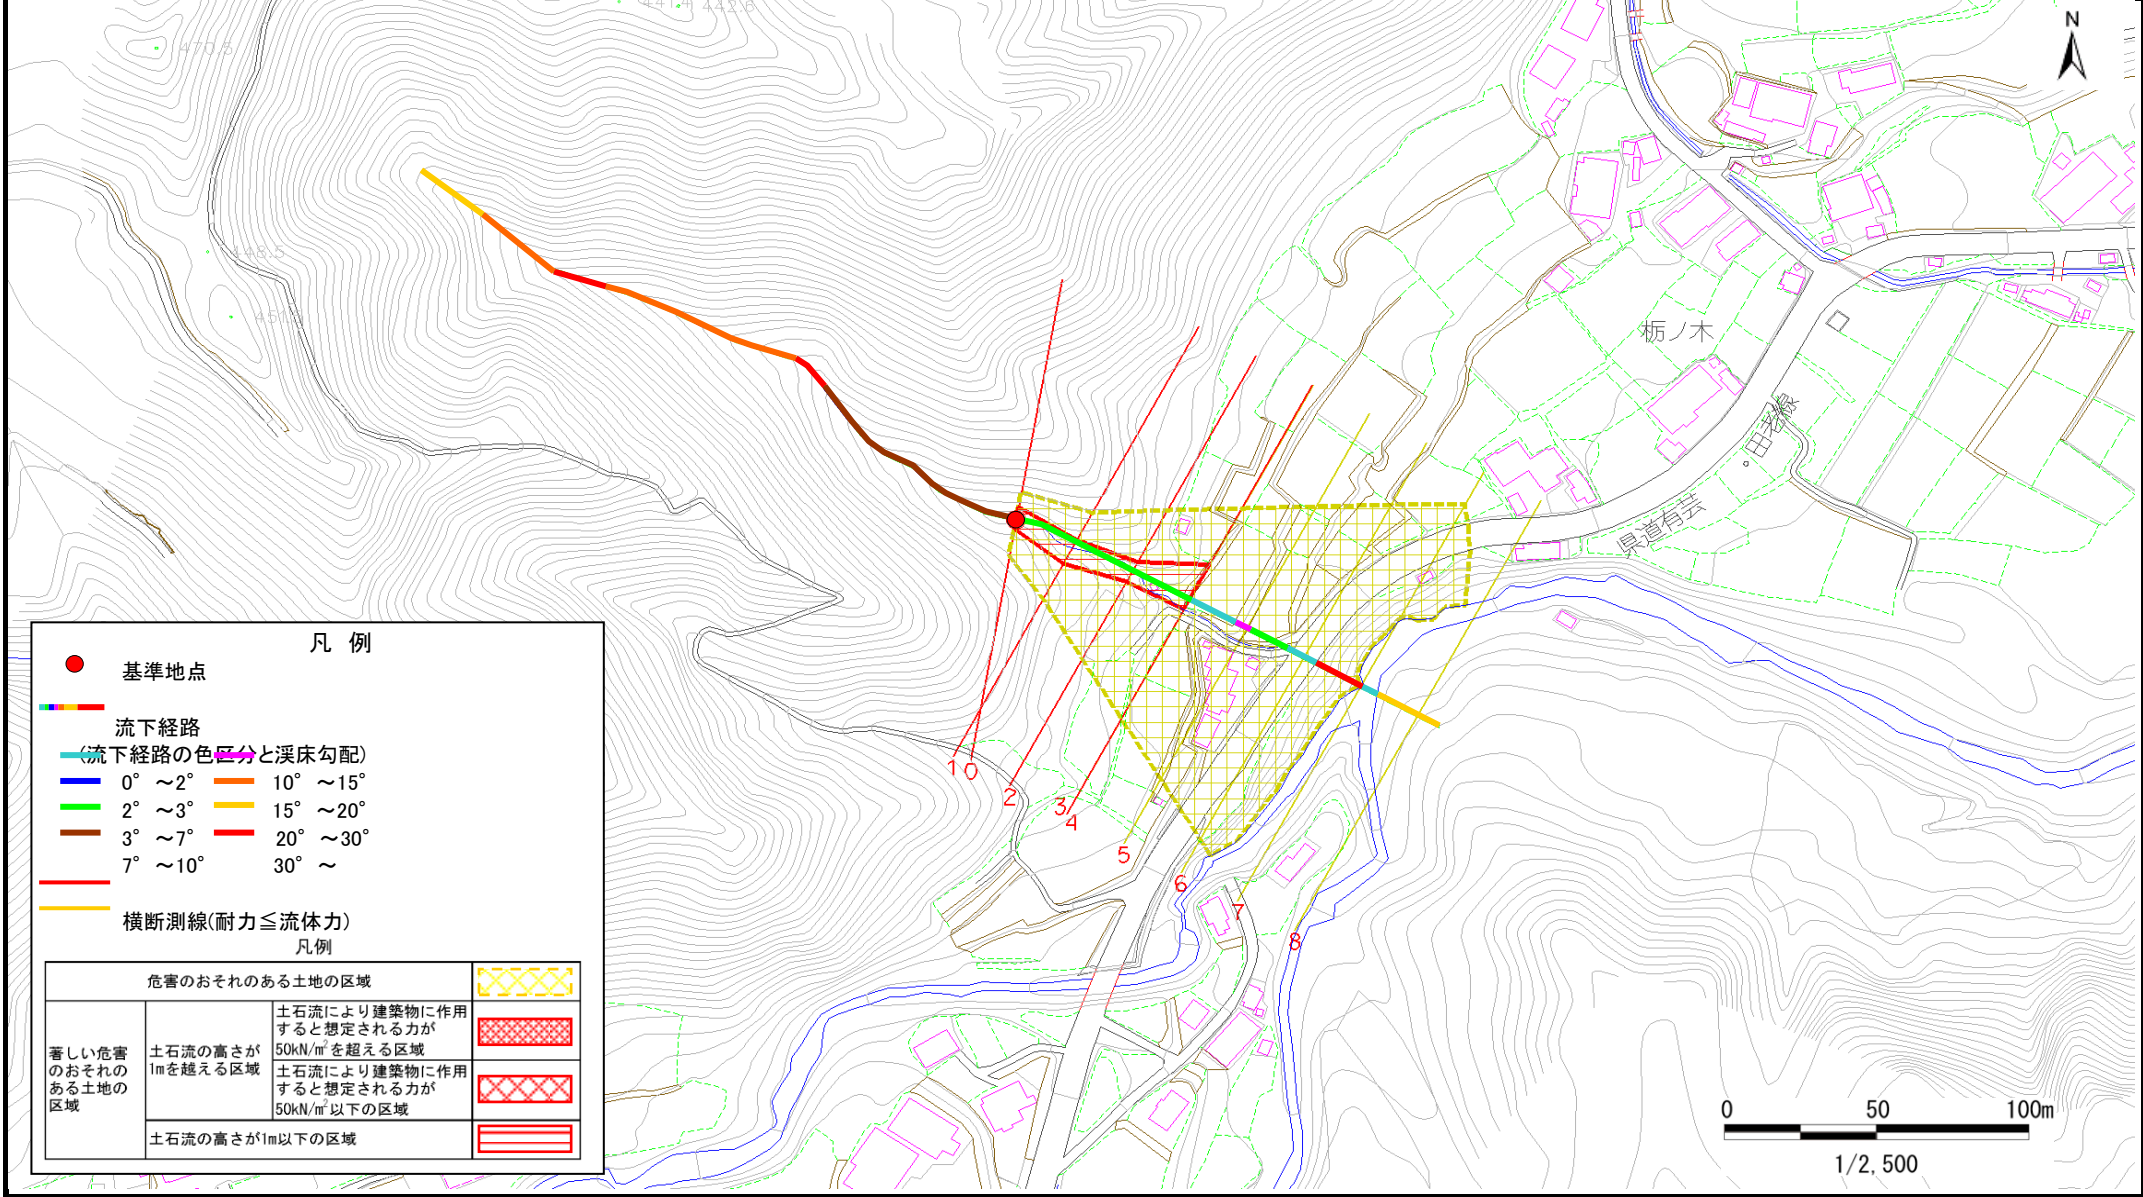 441.4
442.6
470.5
N
448.5
栃ノ木
田老線
県道有芸
1
0
2
3
4
5
6
7
8
凡 例
基準地点
流下経路
(流下経路の色区分と渓床勾配)
0° ～2°
10° ～15°
2° ～3°
15° ～20°
3° ～7°
20° ～30°
7° ～10°
30° ～
横断測線(耐力≦流体力)
凡例
危害のおそれのある土地の区域
著しい危害
のおそれの
ある土地の
区域
土石流の高さが
1mを越える区域
土石流により建築物に作用
すると想定される力が
50kN/㎡を超える区域
土石流により建築物に作用
すると想定される力が
50kN/㎡以下の区域
土石流の高さが1m以下の区域
0 50 100m
1/2,500